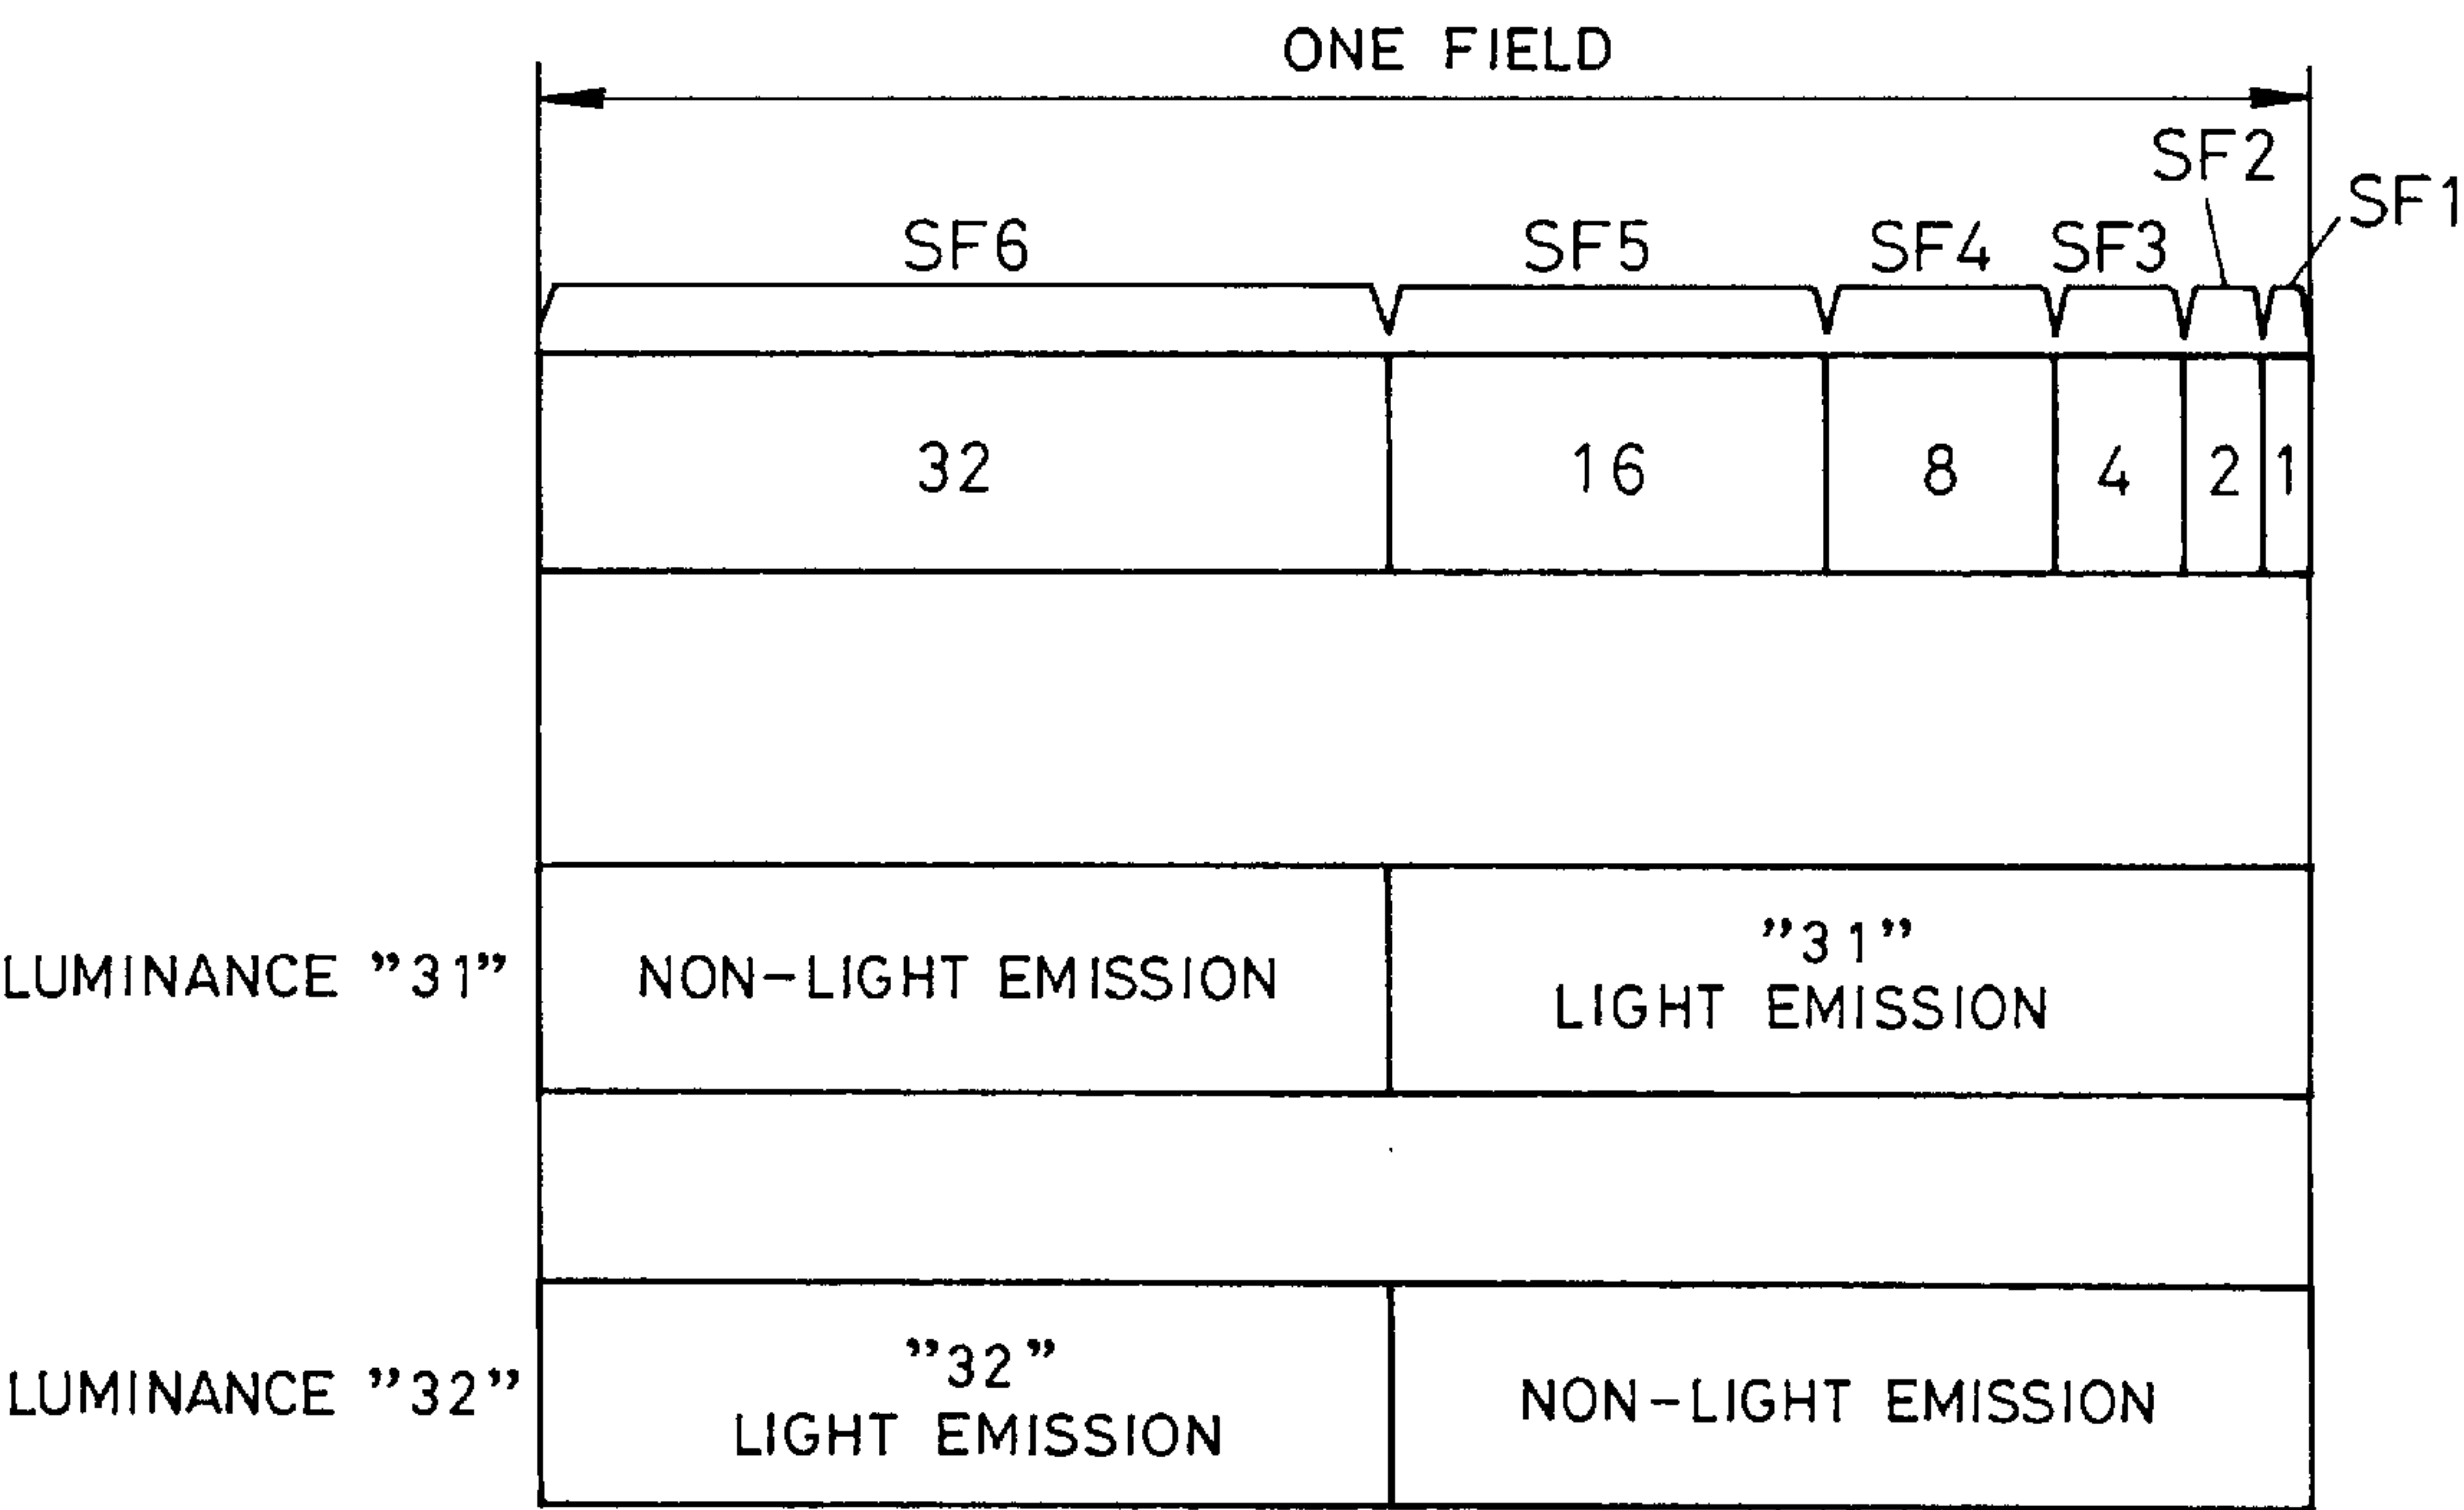 ONE FIELD
SF2
SF1
SF6 SF5 SF4 SF3
32 16 8 4 2 1
LUMINANCE "31"
NON-LIGHT EMISSION
"31"
LIGHT EMISSION
LUMINANCE "32"
"32"
LIGHT EMISSION
NON-LIGHT EMISSION